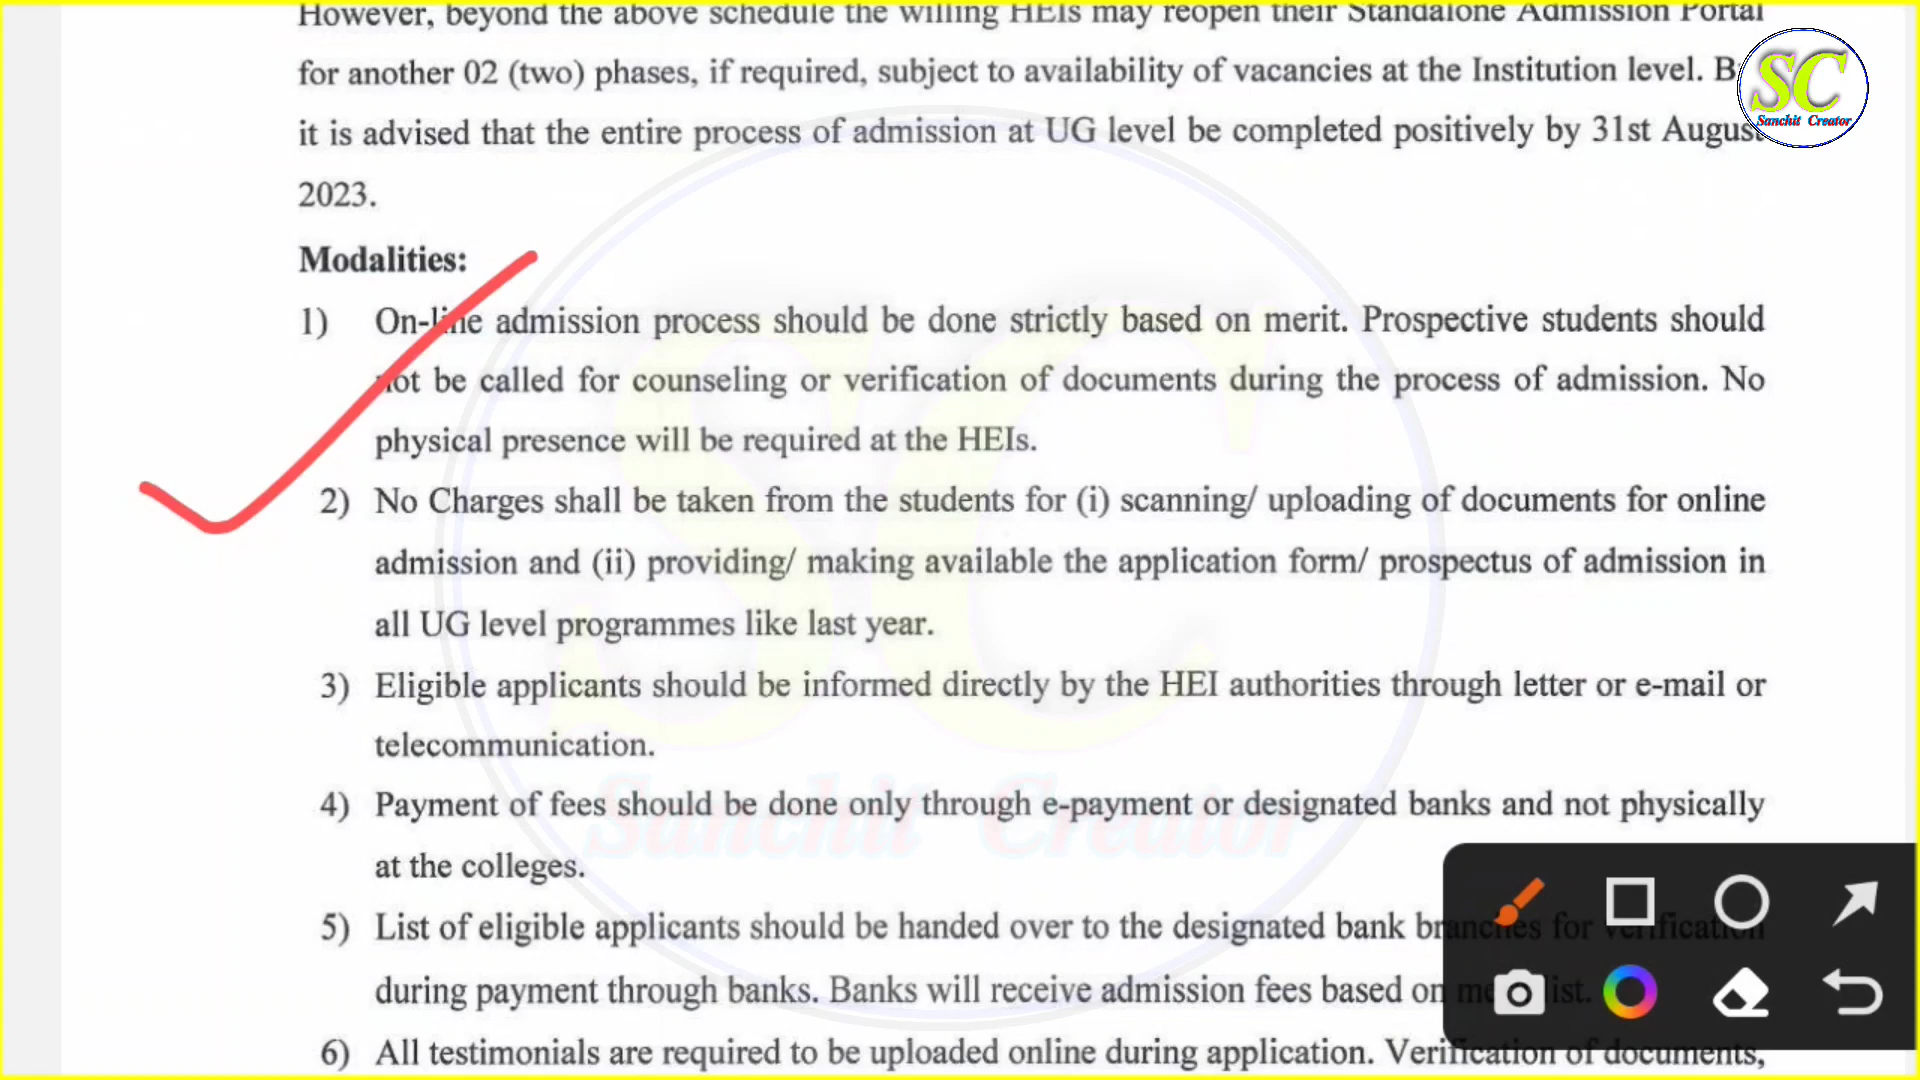 However, beyond the above schedule the willing HEIs may reopen their Standalone Admission Portal
for another 02 (two) phases, if required, subject to availability of vacancies at the Institution level.
it is advised that the entire process of admission at UG level be completed positively by 31st August
2023.
SC
Sanchit Creator
Modalities:
1) On-line admission process should be done strictly based on merit. Prospective students should
not be called for counseling or verification of documents during the process of admission. No
physical presence will be required at the HEIs.
2) No Charges shall be taken from the students for (i) scanning/ uploading of documents for online
admission and (ii) providing/ making available the application form/ prospectus of admission in
all UG level programmes like last year.
3) Eligible applicants should be informed directly by the HEI authorities through letter or e-mail or
telecommunication.
4) Payment of fees should be done only through e-payment or designated banks and not physically
at the colleges.
5) List of eligible applicants should be handed over to the designated bank branches for verification
during payment through banks. Banks will receive admission fees based on list.
6) All testimonials are required to be uploaded online during application. Verification of documents,
SC
Sanchit Creator